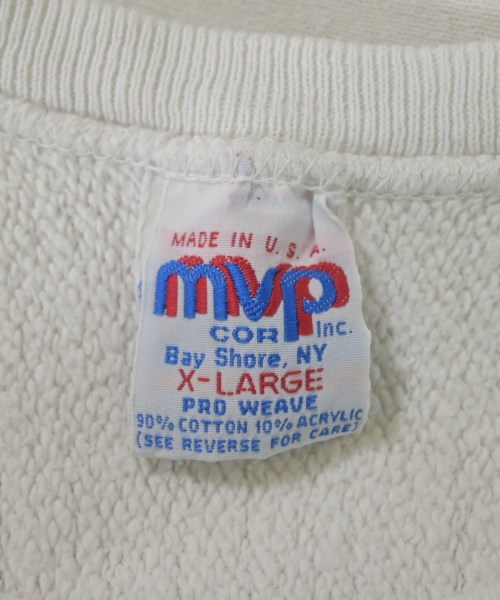 MADE IN U.S.A.
mvp
CORP Inc.
Bay Shore, NY
X-LARGE
PRO WEAVE
90% COTTON 10% ACRYLIC
(SEE REVERSE FOR CARE)